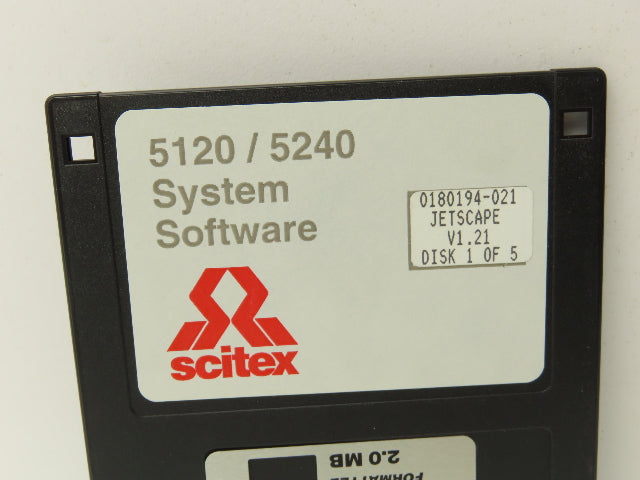 5120 / 5240
System
Software
0180194-021
JETSCAPE
V1.21
DISK 1 OF 5
scitex
2.0 MB